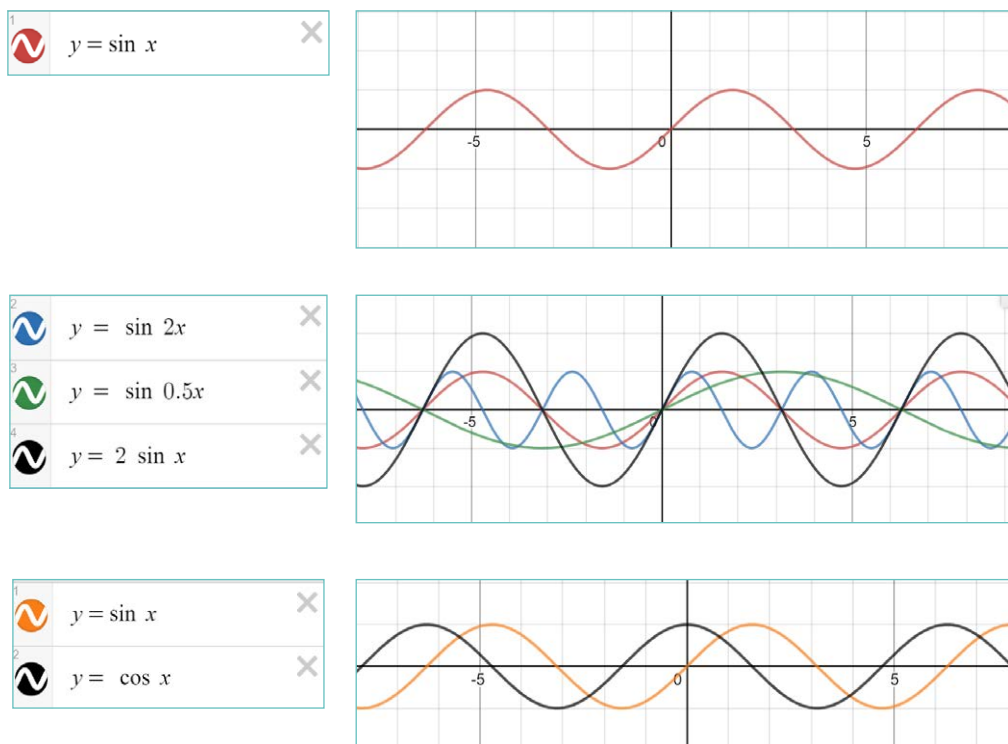 1
y = sin x
-5 0 5
2
y = sin 2x
3
y = sin 0.5x
4
y = 2 sin x
-5 0 5
1
y = sin x
2
y = cos x
-5 0 5